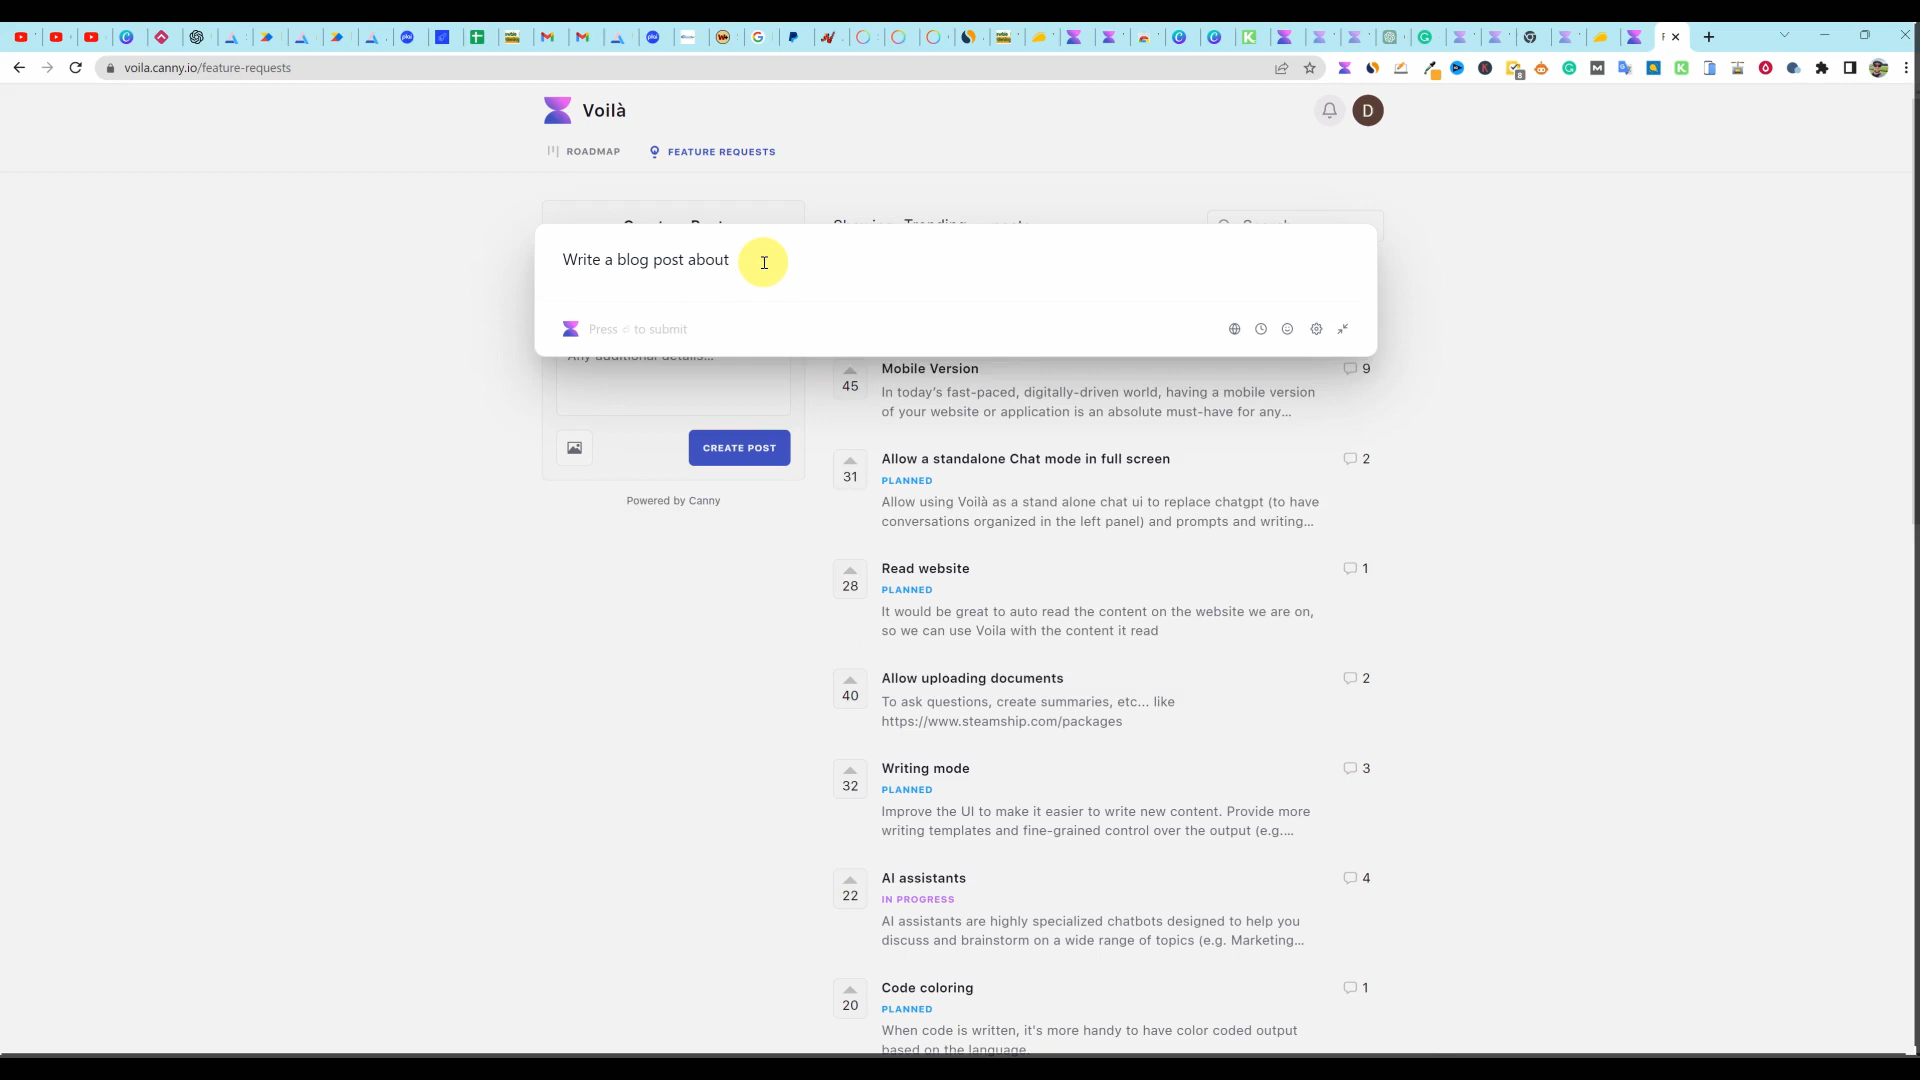 voila.canny.io/feature-requests
8
Voilà
D
ROADMAP
FEATURE REQUESTS
Write a blog post about
Press ⏎ to submit
CREATE POST
Powered by Canny
45
Mobile Version
9
In today's fast-paced, digitally-driven world, having a mobile version
of your website or application is an absolute must-have for any...
31
Allow a standalone Chat mode in full screen
2
PLANNED
Allow using Voilà as a stand alone chat ui to replace chatgpt (to have
conversations organized in the left panel) and prompts and writing...
28
Read website
1
PLANNED
It would be great to auto read the content on the website we are on,
so we can use Voila with the content it read
40
Allow uploading documents
2
To ask questions, create summaries, etc... like
https://www.steamship.com/packages
32
Writing mode
3
PLANNED
Improve the UI to make it easier to write new content. Provide more
writing templates and fine-grained control over the output (e.g....
22
AI assistants
4
IN PROGRESS
AI assistants are highly specialized chatbots designed to help you
discuss and brainstorm on a wide range of topics (e.g. Marketing...
20
Code coloring
1
PLANNED
When code is written, it's more handy to have color coded output
based on the language.